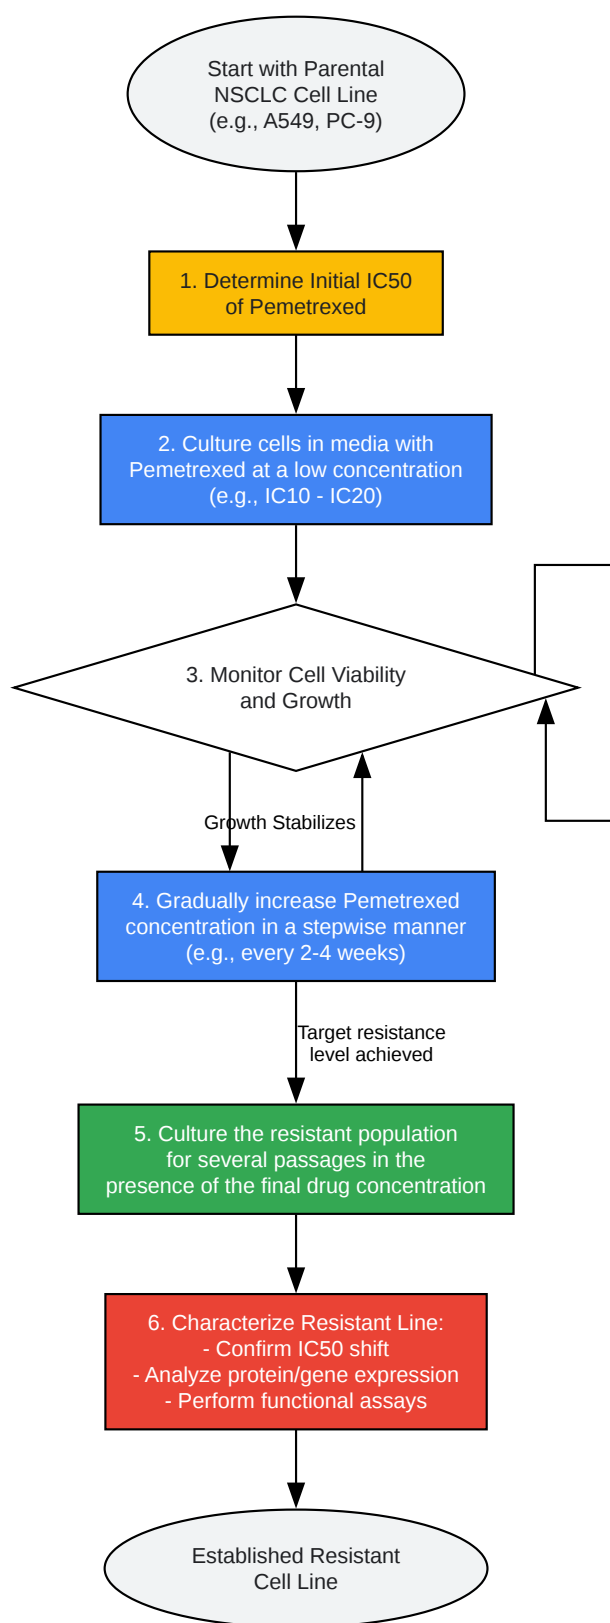 Start with Parental
NSCLC Cell Line
(e.g., A549, PC-9)
1. Determine Initial IC50
of Pemetrexed
2. Culture cells in media with
Pemetrexed at a low concentration
(e.g., IC10 - IC20)
3. Monitor Cell Viability
and Growth
Growth Stabilizes
4. Gradually increase Pemetrexed
concentration in a stepwise manner
(e.g., every 2-4 weeks)
Target resistance
level achieved
5. Culture the resistant population
for several passages in the
presence of the final drug concentration
6. Characterize Resistant Line:
- Confirm IC50 shift
- Analyze protein/gene expression
- Perform functional assays
Established Resistant
Cell Line